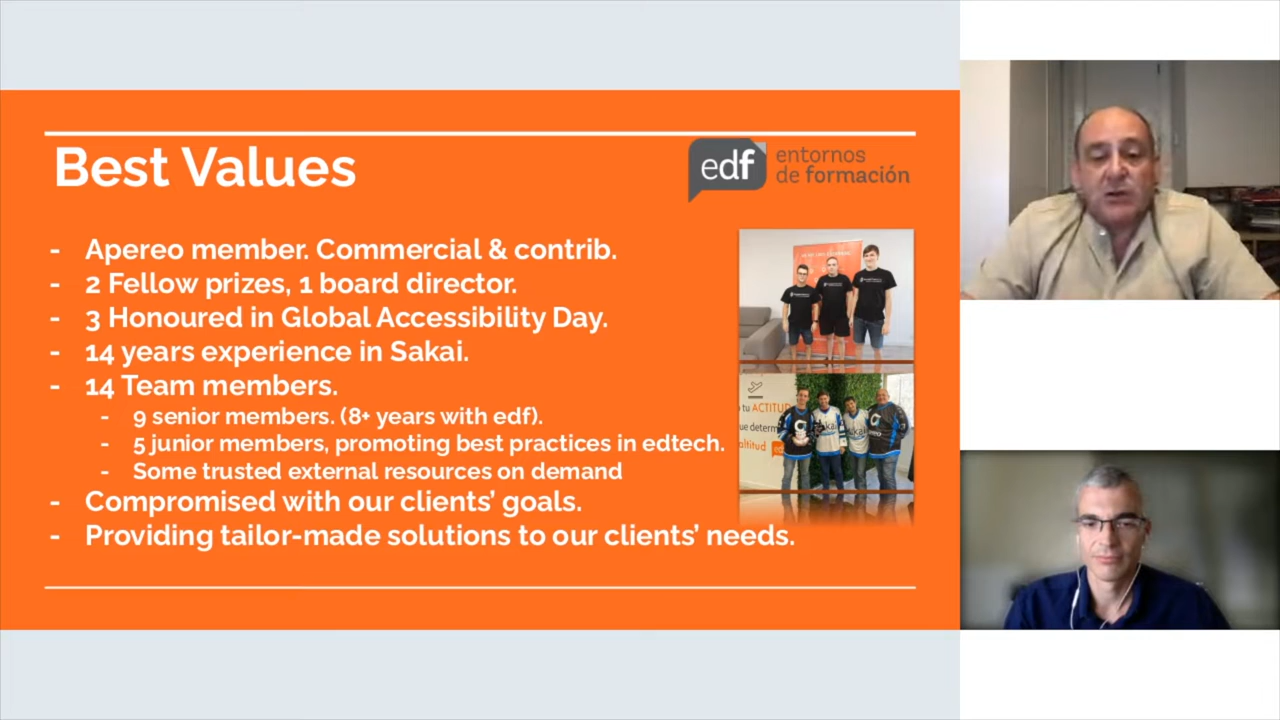 Best Values
edf
entornos
de formación
- Apereo member. Commercial & contrib.
- 2 Fellow prizes, 1 board director.
- 3 Honoured in Global Accessibility Day.
- 14 years experience in Sakai.
- 14 Team members.
- 9 senior members. (8+ years with edf).
- 5 junior members, promoting best practices in edtech.
- Some trusted external resources on demand
- Compromised with our clients’ goals.
- Providing tailor-made solutions to our clients’ needs.
tu ACTITUD
altitud